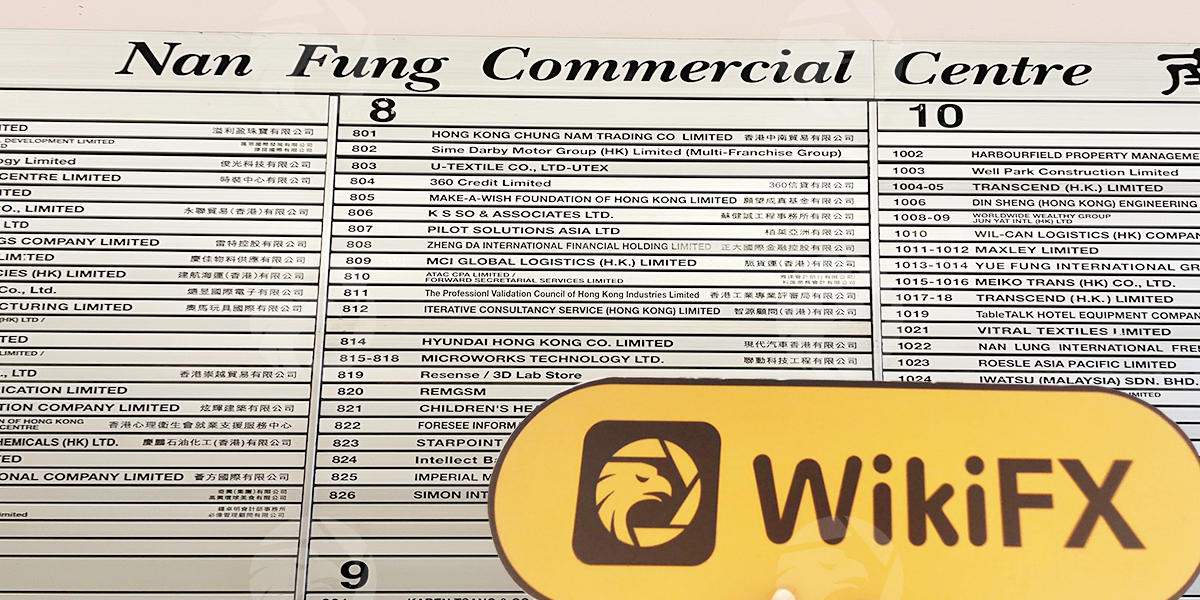 Nan Fung Commercial Centre
ITED 溢利盈珠寶有限公司
DEVELOPMENT LIMITED
ogy Limited 俊光科技有限公司
CENTRE LIMITED 時裝中心有限公司
ITED
O., LIMITED 永聯貿易(香港)有限公司
LTD
GS COMPANY LIMITED 雷特控股有限公司
LIMITED 慶佳物料供應有限公司
CIES (HK) LIMITED 建航海運(香港)有限公司
Co., Ltd. 國際電子有限公司
CTURING LIMITED 奧馬玩具國際有限公司
(HK) LTD /
TED
LIMITED /
., LTD 香港崇越貿易有限公司
ICATION LIMITED
TION COMPANY LIMITED 炫輝建築有限公司
N OF HONG KONG
CENTRE 香港心理衞生會就業支援服務中心
HEMICALS (HK) LTD. 慶鵬石油化工(香港)有限公司
TED
ONAL COMPANY LIMITED 薈方國際有限公司
imited
8
801 HONG KONG CHUNG NAM TRADING CO LIMITED 香港中南貿易有限公司
802 Sime Darby Motor Group (HK) Limited (Multi-Franchise Group)
803 U-TEXTILE CO., LTD-UTEX
804 360 Credit Limited 360信貸有限公司
805 MAKE-A-WISH FOUNDATION OF HONG KONG LIMITED 願望成真基金有限公司
806 K S SO & ASSOCIATES LTD. 蘇健誠工程事務所有限公司
807 PILOT SOLUTIONS ASIA LTD 栢萊亞洲有限公司
808 ZHENG DA INTERNATIONAL FINANCIAL HOLDING LIMITED 正大國際金融控股有限公司
809 MCI GLOBAL LOGISTICS (H.K.) LIMITED 脈貨運(香港)有限公司
810 ATAC CPA LIMITED /
FORWARD SECRETARIAL SERVICES LIMITED
811 The Professionl Validation Council of Hong Kong Industries Limited 香港工業專業評審局有限公司
812 ITERATIVE CONSULTANCY SERVICE (HONG KONG) LIMITED 智源顧問(香港)有限公司
814 HYUNDAI HONG KONG CO. LIMITED 現代汽車香港有限公司
815-818 MICROWORKS TECHNOLOGY LTD. 聯動科技工程有限公司
819 Resense / 3D Lab Store
820 REMGSM
821 CHILDREN'S HEA
822 FORESEE INFORM
823 STARPOINT
824 Intellect
825 IMPERIAL
826 SIMON INT
9
10
1002 HARBOURFIELD PROPERTY MANAGEME
1003 Well Park Construction Limited
1004-05 TRANSCEND (H.K.) LIMITED
1006 DIN SHENG (HONG KONG) ENGINEERING
1008-09 WORLDWIDE WEALTHY GROUP
JUN YAT INTL (HK) LTD
1010 WIL-CAN LOGISTICS (HK) COMPAN
1011-1012 MAXLEY LIMITED
1013-1014 YUE FUNG INTERNATIONAL GR
1015-1016 MEIKO TRANS (HK) CO., LTD.
1017-18 TRANSCEND (H.K.) LIMITED
1019 TableTALK HOTEL EQUIPMENT COMPAN
1021 VITRAL TEXTILES LIMITED
1022 NAN LUNG INTERNATIONAL FRE
1023 ROESLE ASIA PACIFIC LIMITED
1024 IWATSU (MALAYSIA) SDN. BHD.
LIMITED
WikiFX